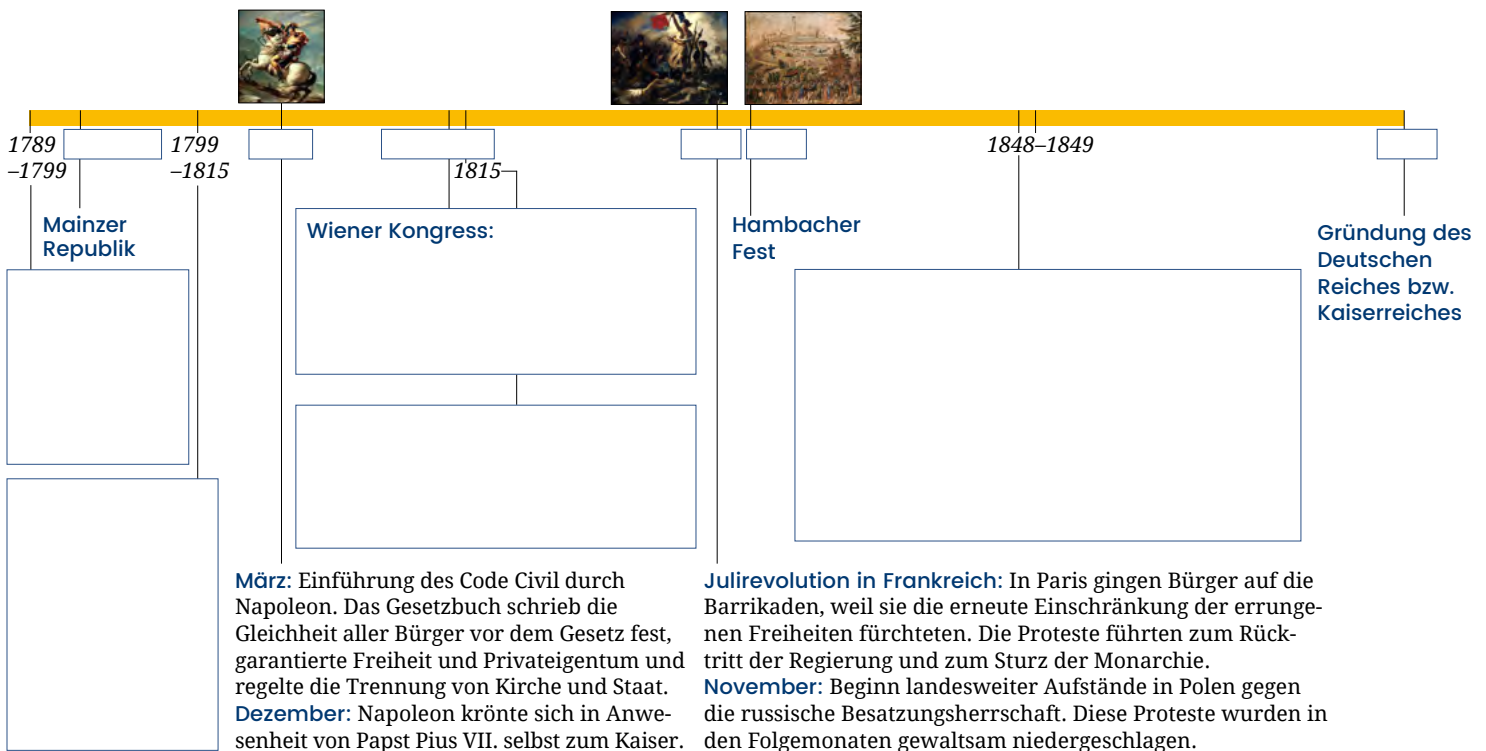 1789
–1799
1799
–1815
1815
1848–1849
Mainzer
Republik
Wiener Kongress:
Hambacher
Fest
Gründung des
Deutschen
Reiches bzw.
Kaiserreiches
März: Einführung des Code Civil durch
Napoleon. Das Gesetzbuch schrieb die
Gleichheit aller Bürger vor dem Gesetz fest,
garantierte Freiheit und Privateigentum und
regelte die Trennung von Kirche und Staat.
Dezember: Napoleon krönte sich in Anwe-
senheit von Papst Pius VII. selbst zum Kaiser.
Julirevolution in Frankreich: In Paris gingen Bürger auf die
Barrikaden, weil sie die erneute Einschränkung der errunge-
nen Freiheiten fürchteten. Die Proteste führten zum Rück-
tritt der Regierung und zum Sturz der Monarchie.
November: Beginn landesweiter Aufstände in Polen gegen
die russische Besatzungsherrschaft. Diese Proteste wurden in
den Folgemonaten gewaltsam niedergeschlagen.